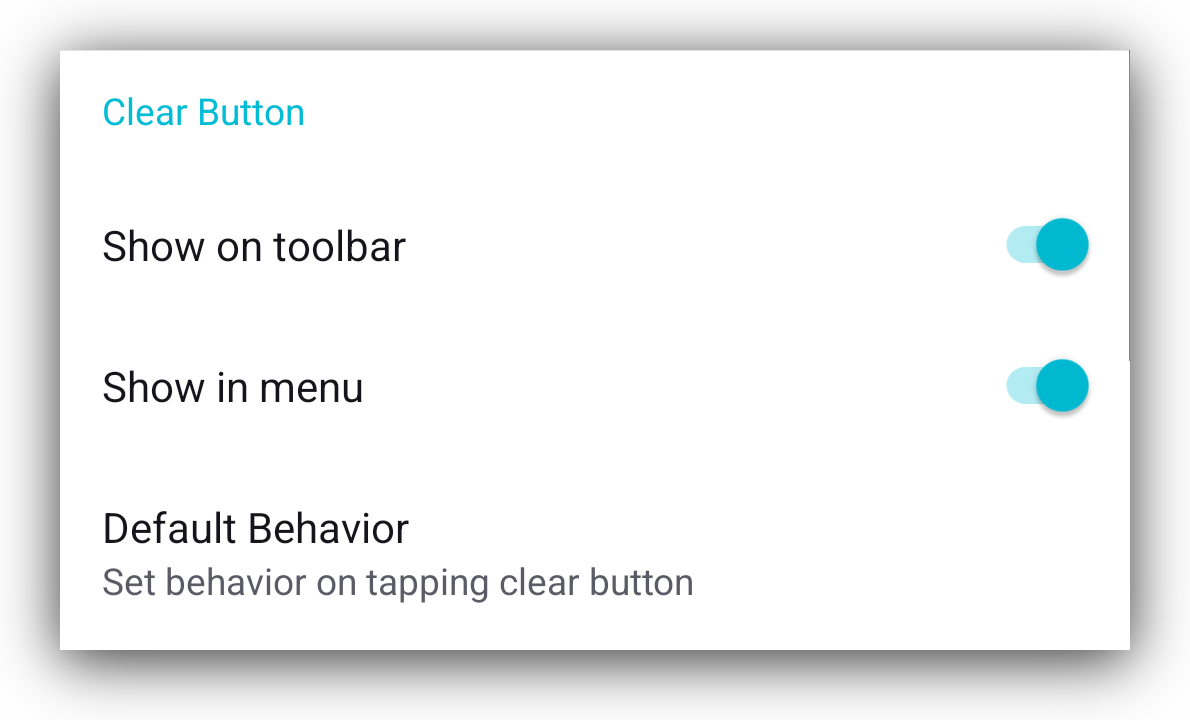 Clear Button
Show on toolbar
Show in menu
Default Behavior
Set behavior on tapping clear button